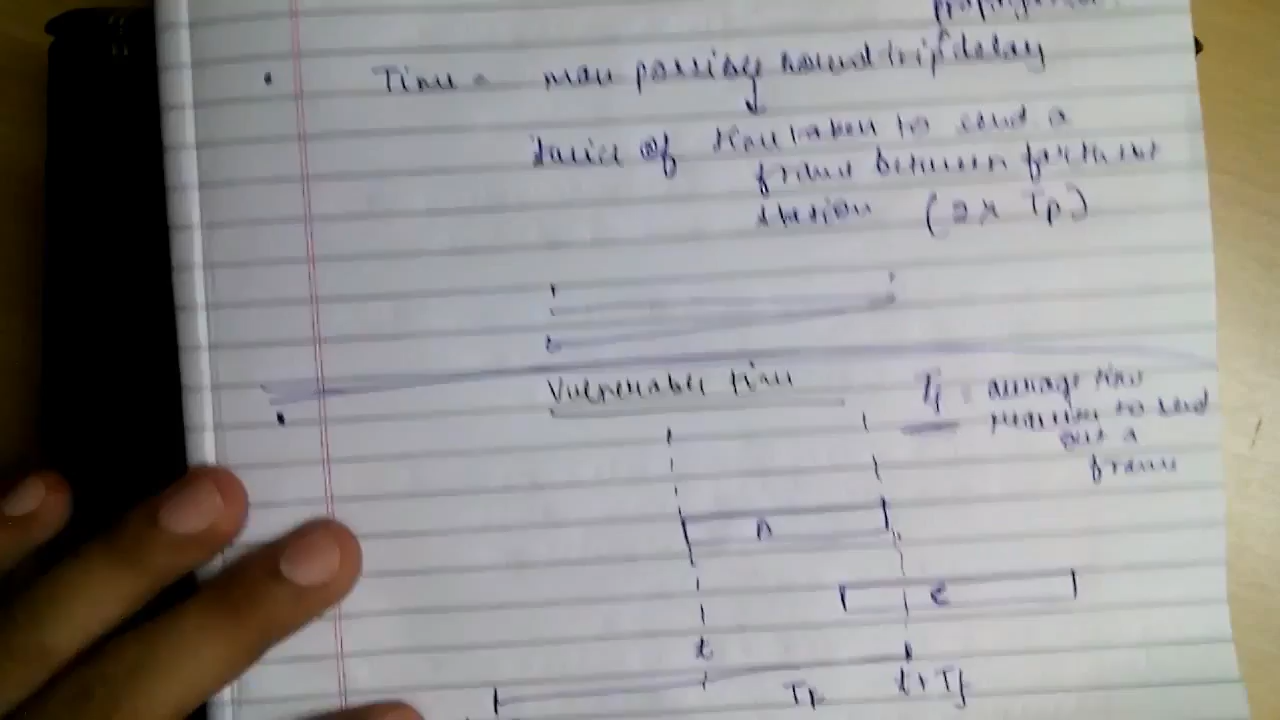 Time = max possible round trip delay
twice of time taken to send a
frame between farthest
station (2 x Tp)
Vulnerable time
Tf = average time
required to send
out a
frame
A
C
t
Tf
t+Tf